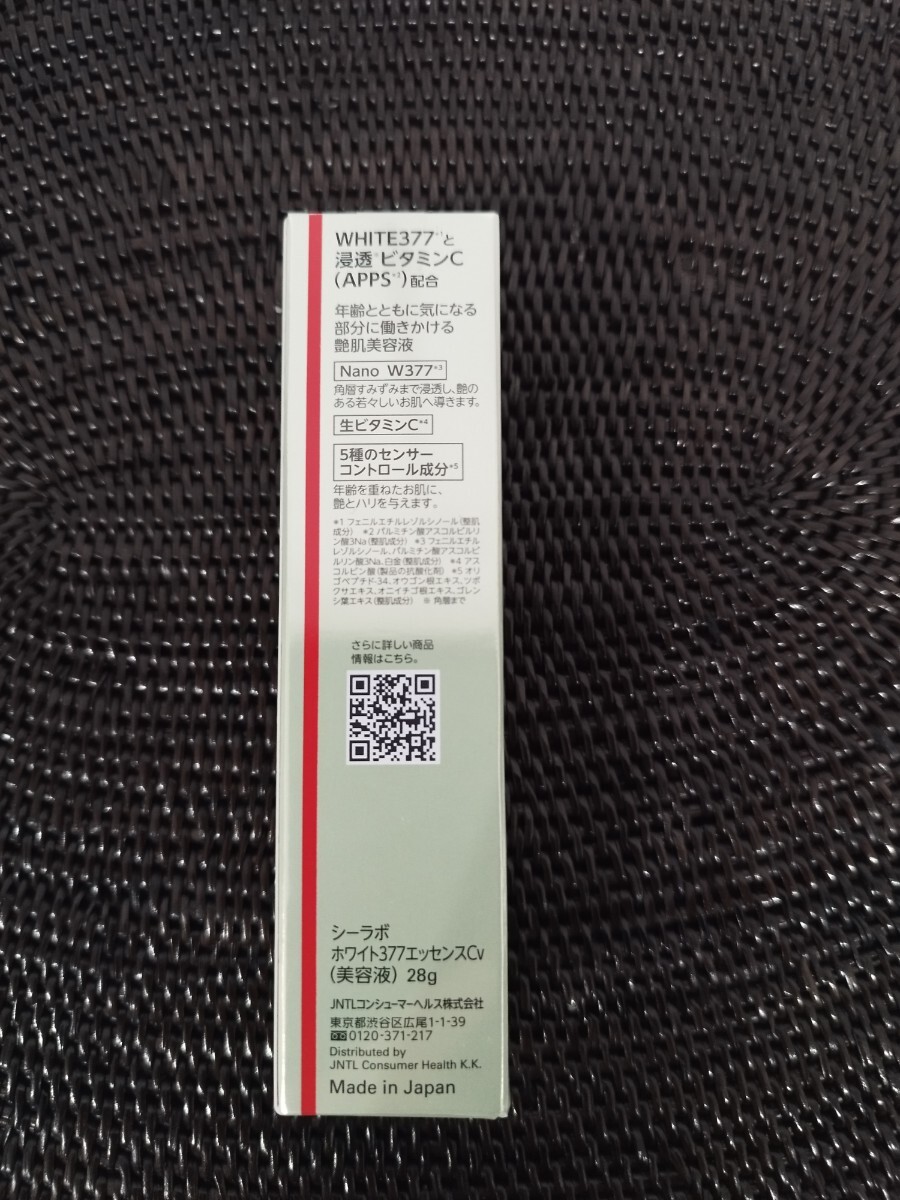 WHITE377*1と
浸透※ビタミンC
(APPS*2)配合
年齢とともに気になる
部分に働きかける
艶肌美容液
Nano W377*3
角層すみずみまで浸透し、艶の
ある若々しいお肌へ導きます。
生ビタミンC*4
5種のセンサー
コントロール成分*5
年齢を重ねたお肌に、
艶とハリを与えます。
*1 フェニルエチルレゾルシノール(整肌
成分) *2 パルミチン酸アスコルビルリ
ン酸3Na(整肌成分) *3 フェニルエチル
レゾルシノール、パルミチン酸アスコルビ
ルリン酸3Na、白金(整肌成分) *4 アス
コルビン酸(製品の抗酸化剤) *5 オリ
ゴペプチド-34、オウゴン根エキス、ツボ
クサエキス、オニイチゴ根エキス、ゴレン
シ葉エキス(整肌成分) ※ 角層まで
さらに詳しい商品
情報はこちら。
シーラボ
ホワイト377エッセンスCv
(美容液) 28g
JNTLコンシューマーヘルス株式会社
東京都渋谷区広尾1-1-39
0120-371-217
Distributed by
JNTL Consumer Health K.K.
Made in Japan